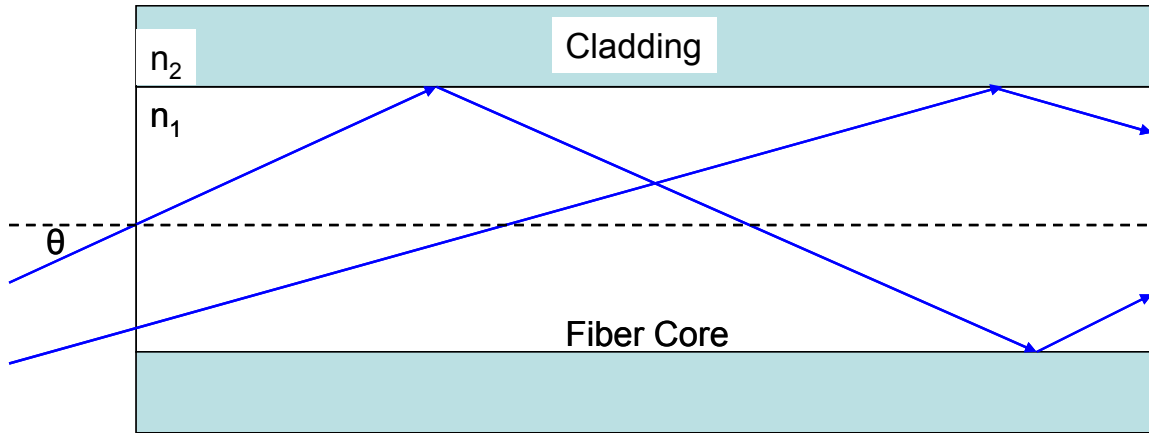 Cladding
n₂
n₁
θ
Fiber Core